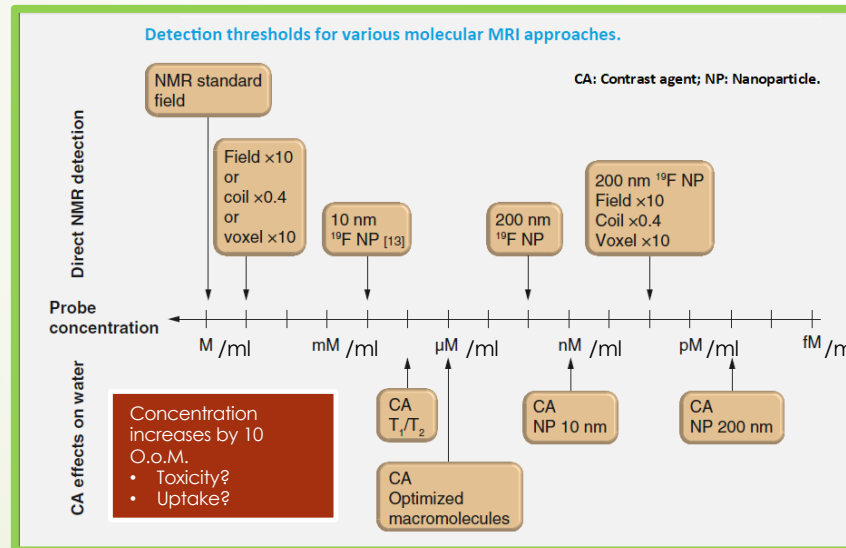 Detection thresholds for various molecular MRI approaches.
CA: Contrast agent; NP: Nanoparticle.
Direct NMR detection
NMR standard
field
Field ×10
or
coil ×0.4
or
voxel ×10
10 nm
¹⁹F NP [13]
200 nm
¹⁹F NP
200 nm ¹⁹F NP
Field ×10
Coil ×0.4
Voxel ×10
Probe
concentration
M /ml
mM /ml
µM /ml
nM /ml
pM /ml
fM /m
CA effects on water
Concentration
increases by 10
O.o.M.
• Toxicity?
• Uptake?
CA
T₁/T₂
CA
Optimized
macromolecules
CA
NP 10 nm
CA
NP 200 nm